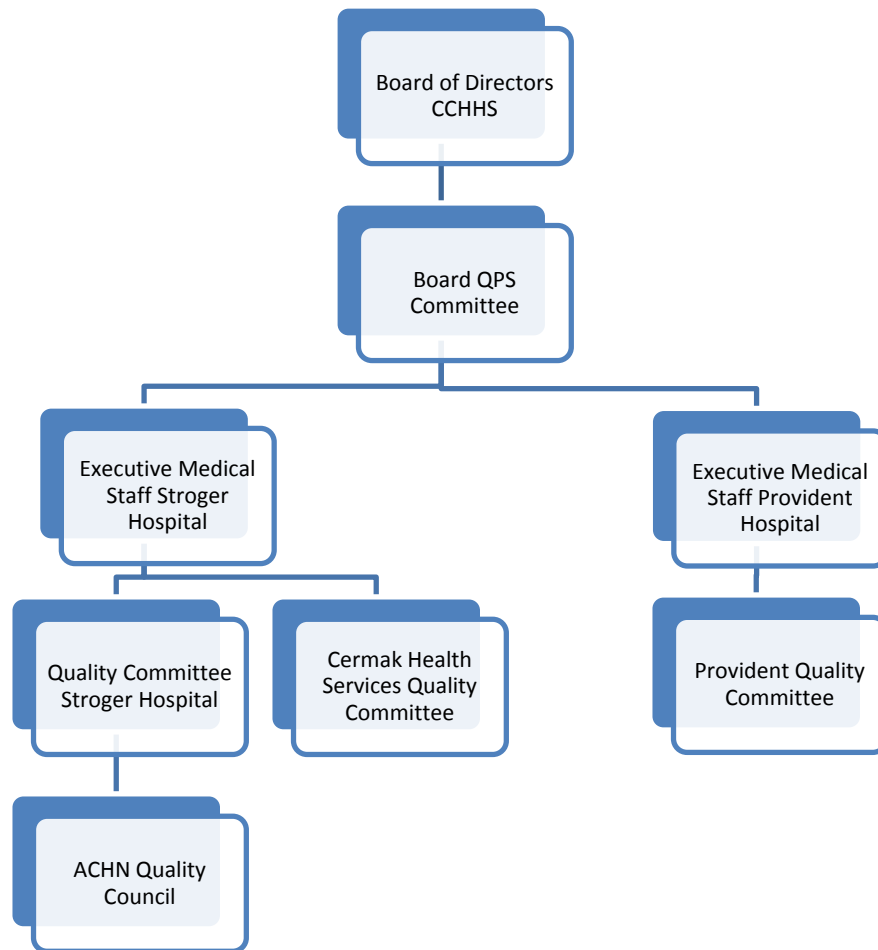 Board of Directors
CCHHS
Board QPS
Committee
Executive Medical
Staff Stroger
Hospital
Executive Medical
Staff Provident
Hospital
Quality Committee
Stroger Hospital
Cermak Health
Services Quality
Committee
Provident Quality
Committee
ACHN Quality
Council